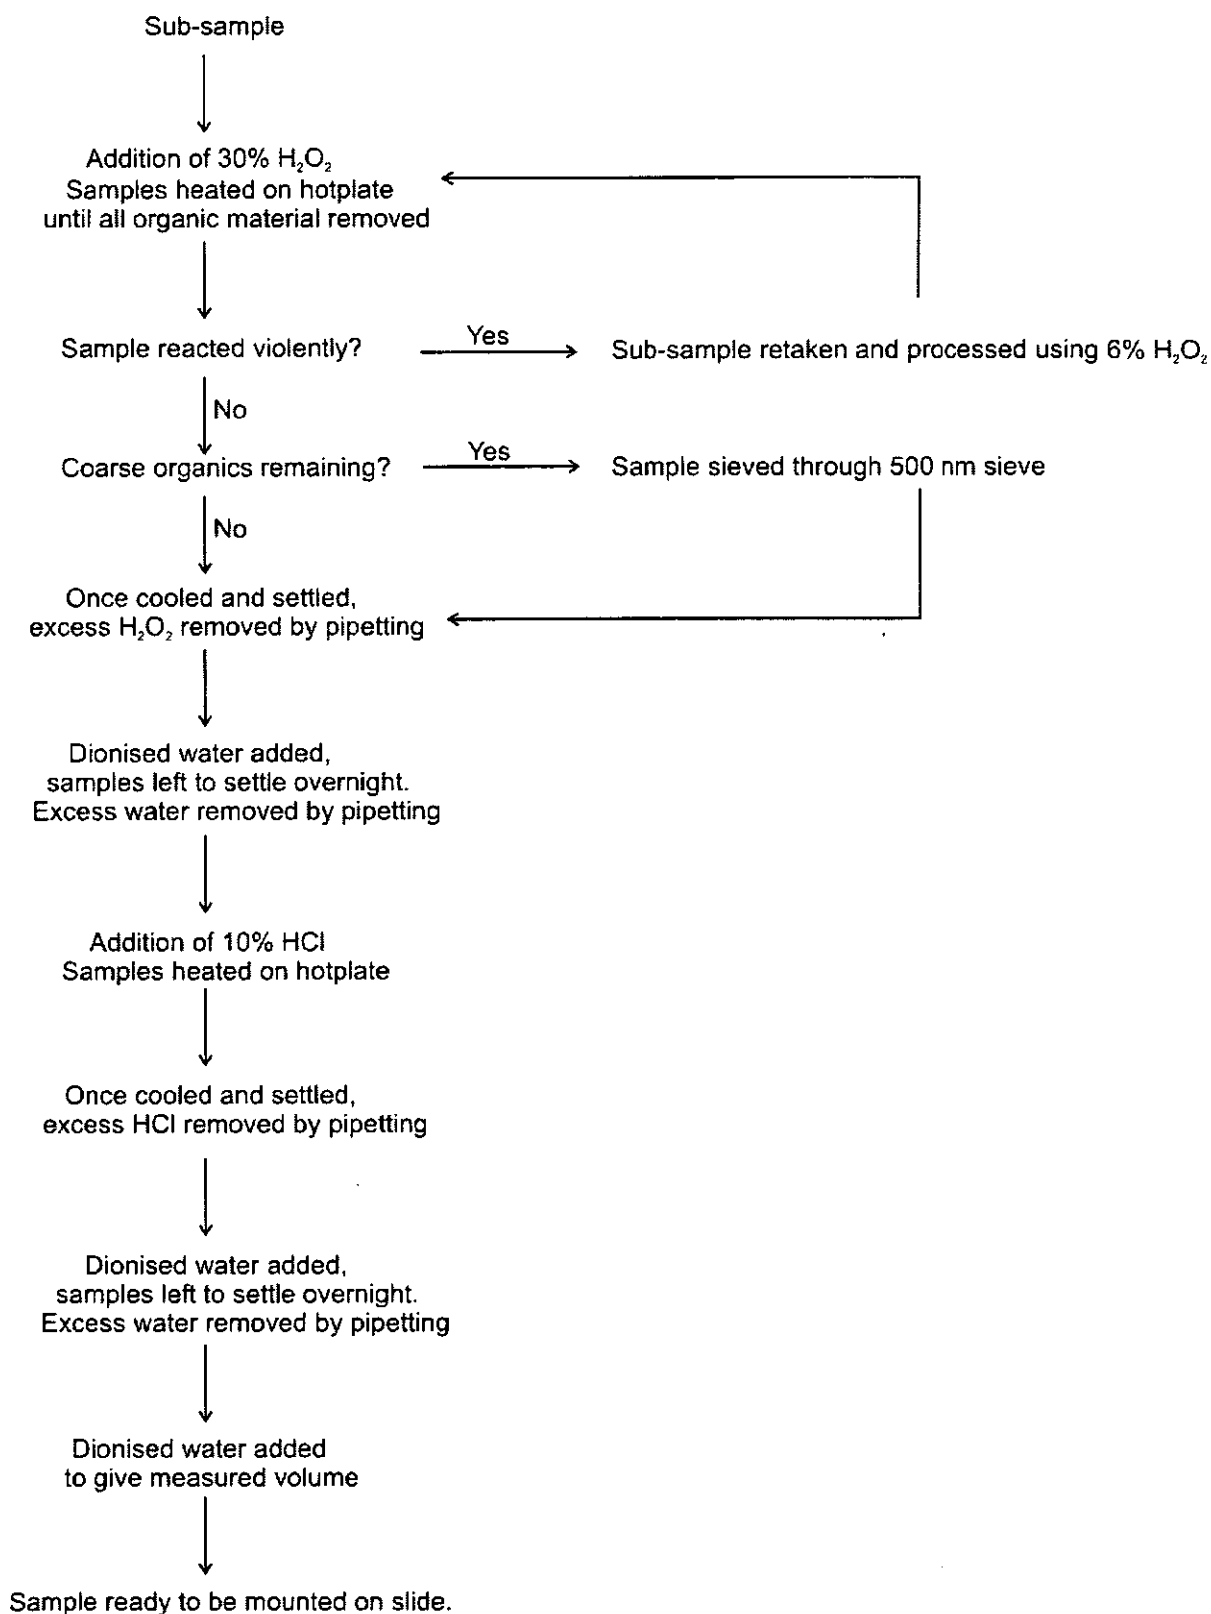 Sub-sample
Addition of 30% H₂O₂
Samples heated on hotplate
until all organic material removed
Sample reacted violently?
Yes
Sub-sample retaken and processed using 6% H₂O₂
No
Coarse organics remaining?
Yes
Sample sieved through 500 nm sieve
No
Once cooled and settled,
excess H₂O₂ removed by pipetting
Dionised water added,
samples left to settle overnight.
Excess water removed by pipetting
Addition of 10% HCl
Samples heated on hotplate
Once cooled and settled,
excess HCl removed by pipetting
Dionised water added,
samples left to settle overnight.
Excess water removed by pipetting
Dionised water added
to give measured volume
Sample ready to be mounted on slide.